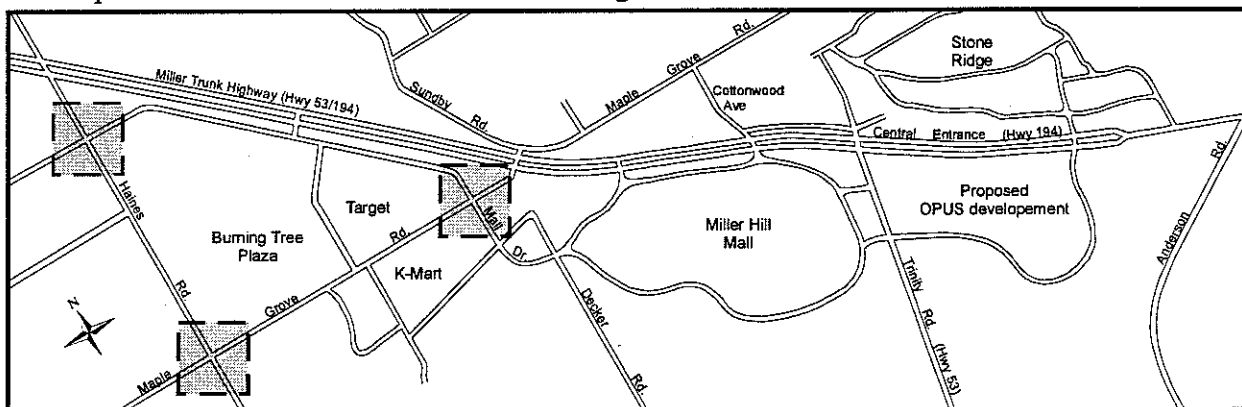 Miller Trunk Highway (Hwy 53/194)
Sundby
Rd.
Maple
Grove
Rd.
Cottonwood
Ave
Stone
Ridge
Central Entrance (Hwy 194)
Haines
Rd.
Burning Tree
Plaza
Target
K-Mart
Maple
Grove
Rd.
Mall
Dr.
Decker
Rd.
Miller Hill
Mall
Trinity
Rd.
(Hwy 53)
Proposed
OPUS developement
Anderson
Rd.
N